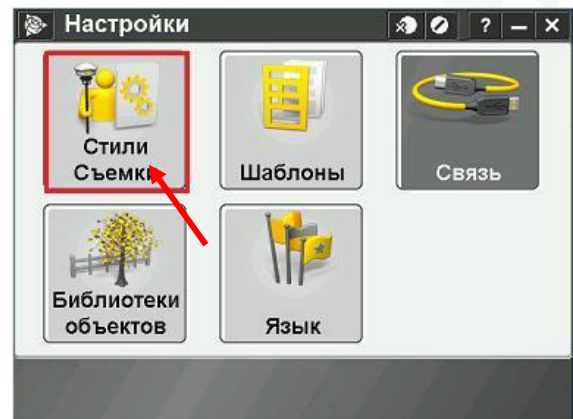 Настройки
? – ×
Стили
Съемки
Шаблоны
Связь
Библиотеки
объектов
Язык